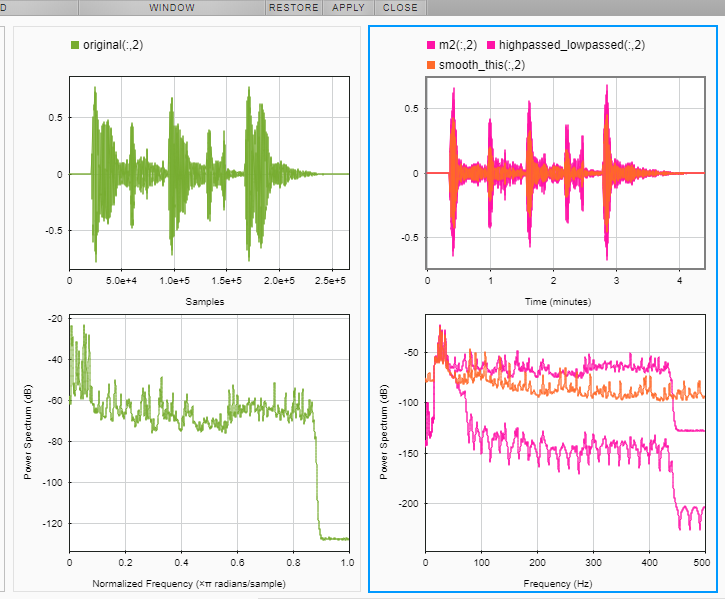 D WINDOW RESTORE APPLY CLOSE
original(:,2)
0.5
0
-0.5
0 5.0e+4 1.0e+5 1.5e+5 2.0e+5 2.5e+5
Samples
-20
-40
-60
-80
-100
-120
Power Spectrum (dB)
0 0.2 0.4 0.6 0.8 1.0
Normalized Frequency (×π radians/sample)
m2(:,2) highpassed_lowpassed(:,2)
smooth_this(:,2)
0.5
0
-0.5
0 1 2 3 4
Time (minutes)
-50
-100
-150
-200
Power Spectrum (dB)
0 100 200 300 400 500
Frequency (Hz)